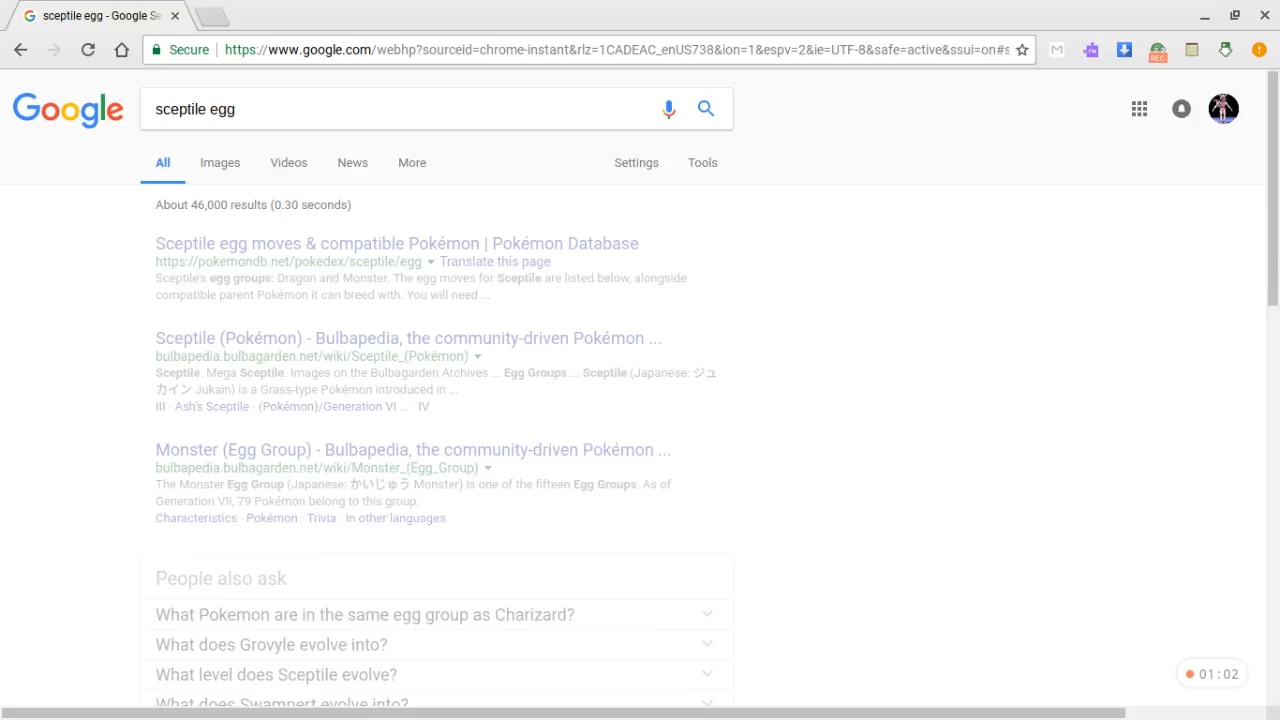 sceptile egg - Google Se
Secure https://www.google.com/webhp?sourceid=chrome-instant&rlz=1CADEAC_enUS738&ion=1&espv=2&ie=UTF-8&safe=active&ssui=on#s
REC
Google
sceptile egg
All Images Videos News More Settings Tools
About 46,000 results (0.30 seconds)
Sceptile egg moves & compatible Pokémon | Pokémon Database
https://pokemondb.net/pokedex/sceptile/egg Translate this page
Sceptile's egg groups: Dragon and Monster. The egg moves for Sceptile are listed below, alongside
compatible parent Pokémon it can breed with. You will need ...
Sceptile (Pokémon) - Bulbapedia, the community-driven Pokémon ...
bulbapedia.bulbagarden.net/wiki/Sceptile_(Pokémon)
Sceptile. Mega Sceptile. Images on the Bulbagarden Archives ... Egg Groups ... Sceptile (Japanese: ジュ
カイン Jukain) is a Grass-type Pokémon introduced in ...
III · Ash's Sceptile · (Pokémon)/Generation VI ... · IV
Monster (Egg Group) - Bulbapedia, the community-driven Pokémon ...
bulbapedia.bulbagarden.net/wiki/Monster_(Egg_Group)
The Monster Egg Group (Japanese: かいじゅう Monster) is one of the fifteen Egg Groups. As of
Generation VII, 79 Pokémon belong to this group.
Characteristics · Pokémon · Trivia · In other languages
People also ask
What Pokemon are in the same egg group as Charizard?
What does Grovyle evolve into?
What level does Sceptile evolve?
What does Swampert evolve into?
01:02